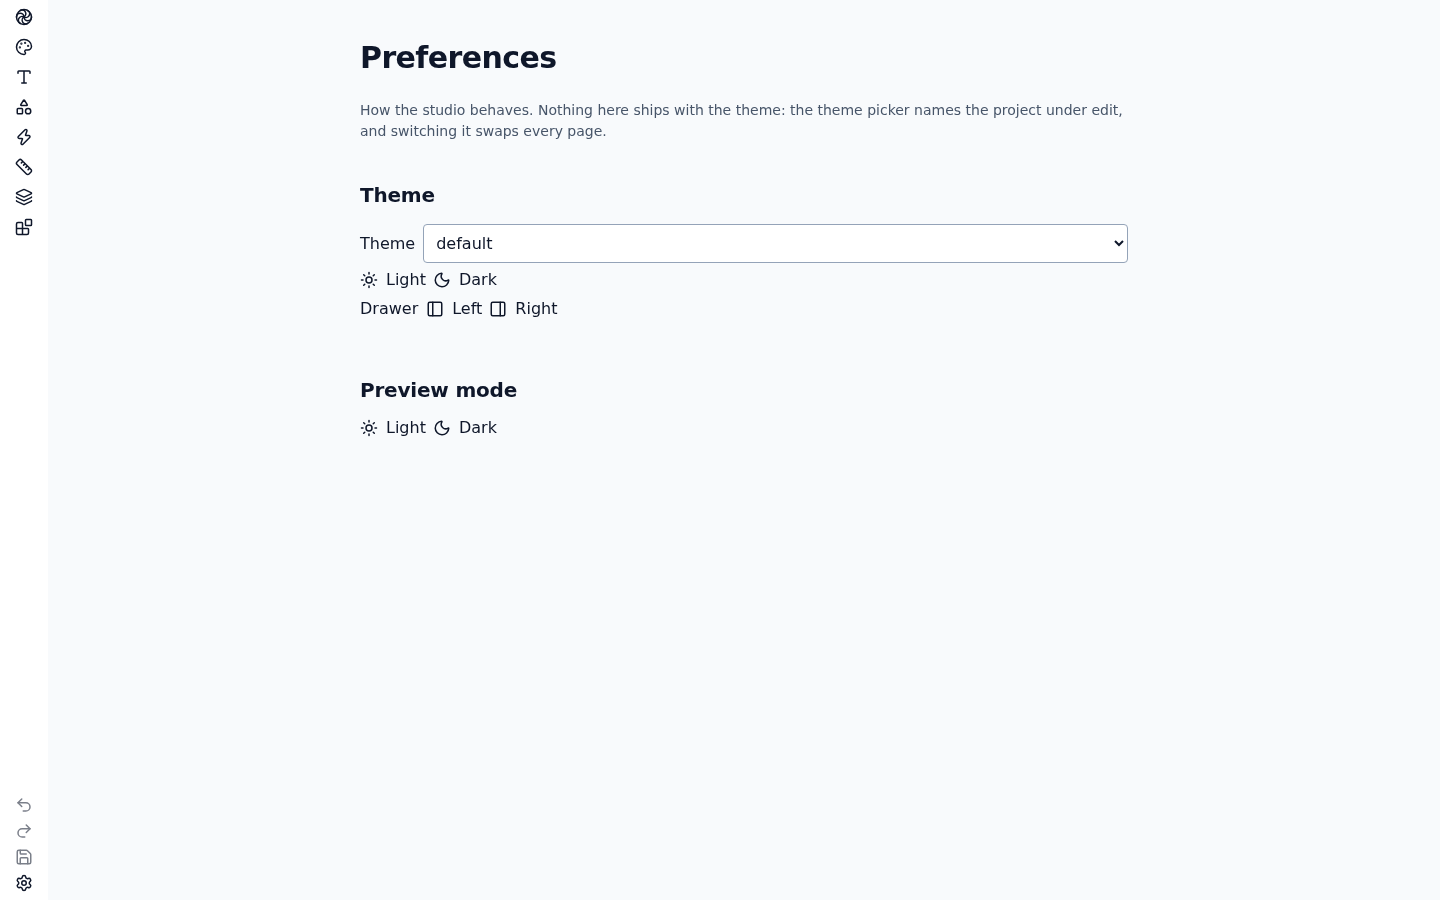 Preferences
How the studio behaves. Nothing here ships with the theme: the theme picker names the project under edit,
and switching it swaps every page.
Theme
Theme default
Light Dark
Drawer Left Right
Preview mode
Light Dark